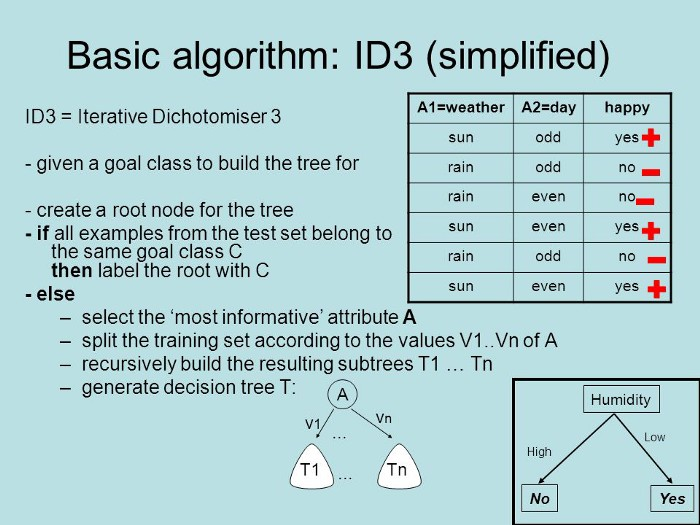 Basic algorithm: ID3 (simplified)
ID3 = Iterative Dichotomiser 3
- given a goal class to build the tree for
- create a root node for the tree
- if all examples from the test set belong to
the same goal class C
then label the root with C
- else
– select the ‘most informative’ attribute A
– split the training set according to the values V1..Vn of A
– recursively build the resulting subtrees T1 … Tn
– generate decision tree T:
A1=weather A2=day happy
sun odd yes +
rain odd no –
rain even no –
sun even yes +
rain odd no –
sun even yes +
A
V1 Vn
…
T1 … Tn
Humidity
High Low
No Yes